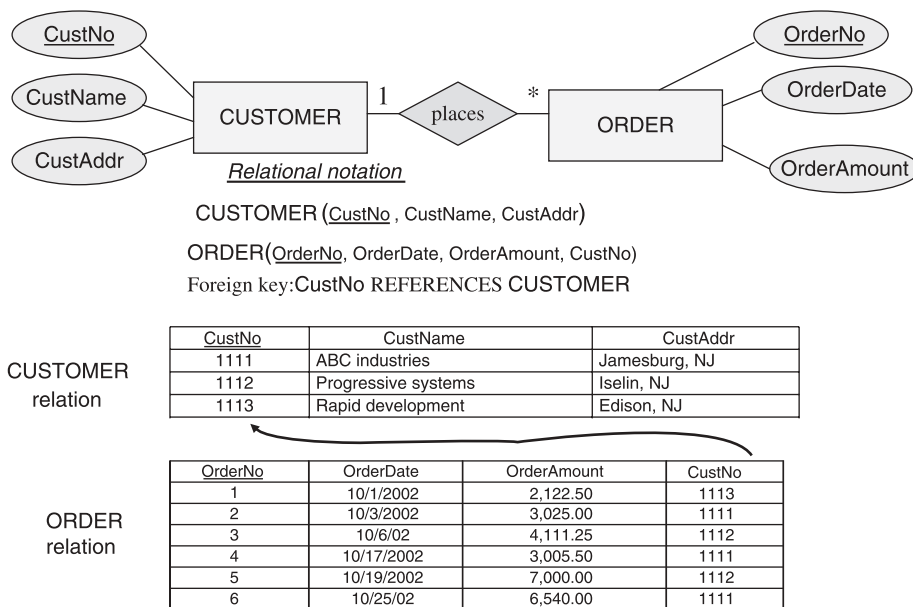 CustNo
CustName
CustAddr
CUSTOMER
1
places
*
ORDER
OrderNo
OrderDate
OrderAmount
Relational notation
CUSTOMER (CustNo , CustName, CustAddr)
ORDER(OrderNo, OrderDate, OrderAmount, CustNo)
Foreign key:CustNo REFERENCES CUSTOMER
CUSTOMER
relation
CustNo CustName CustAddr
1111 ABC industries Jamesburg, NJ
1112 Progressive systems Iselin, NJ
1113 Rapid development Edison, NJ
ORDER
relation
OrderNo OrderDate OrderAmount CustNo
1 10/1/2002 2,122.50 1113
2 10/3/2002 3,025.00 1111
3 10/6/02 4,111.25 1112
4 10/17/2002 3,005.50 1111
5 10/19/2002 7,000.00 1112
6 10/25/02 6,540.00 1111